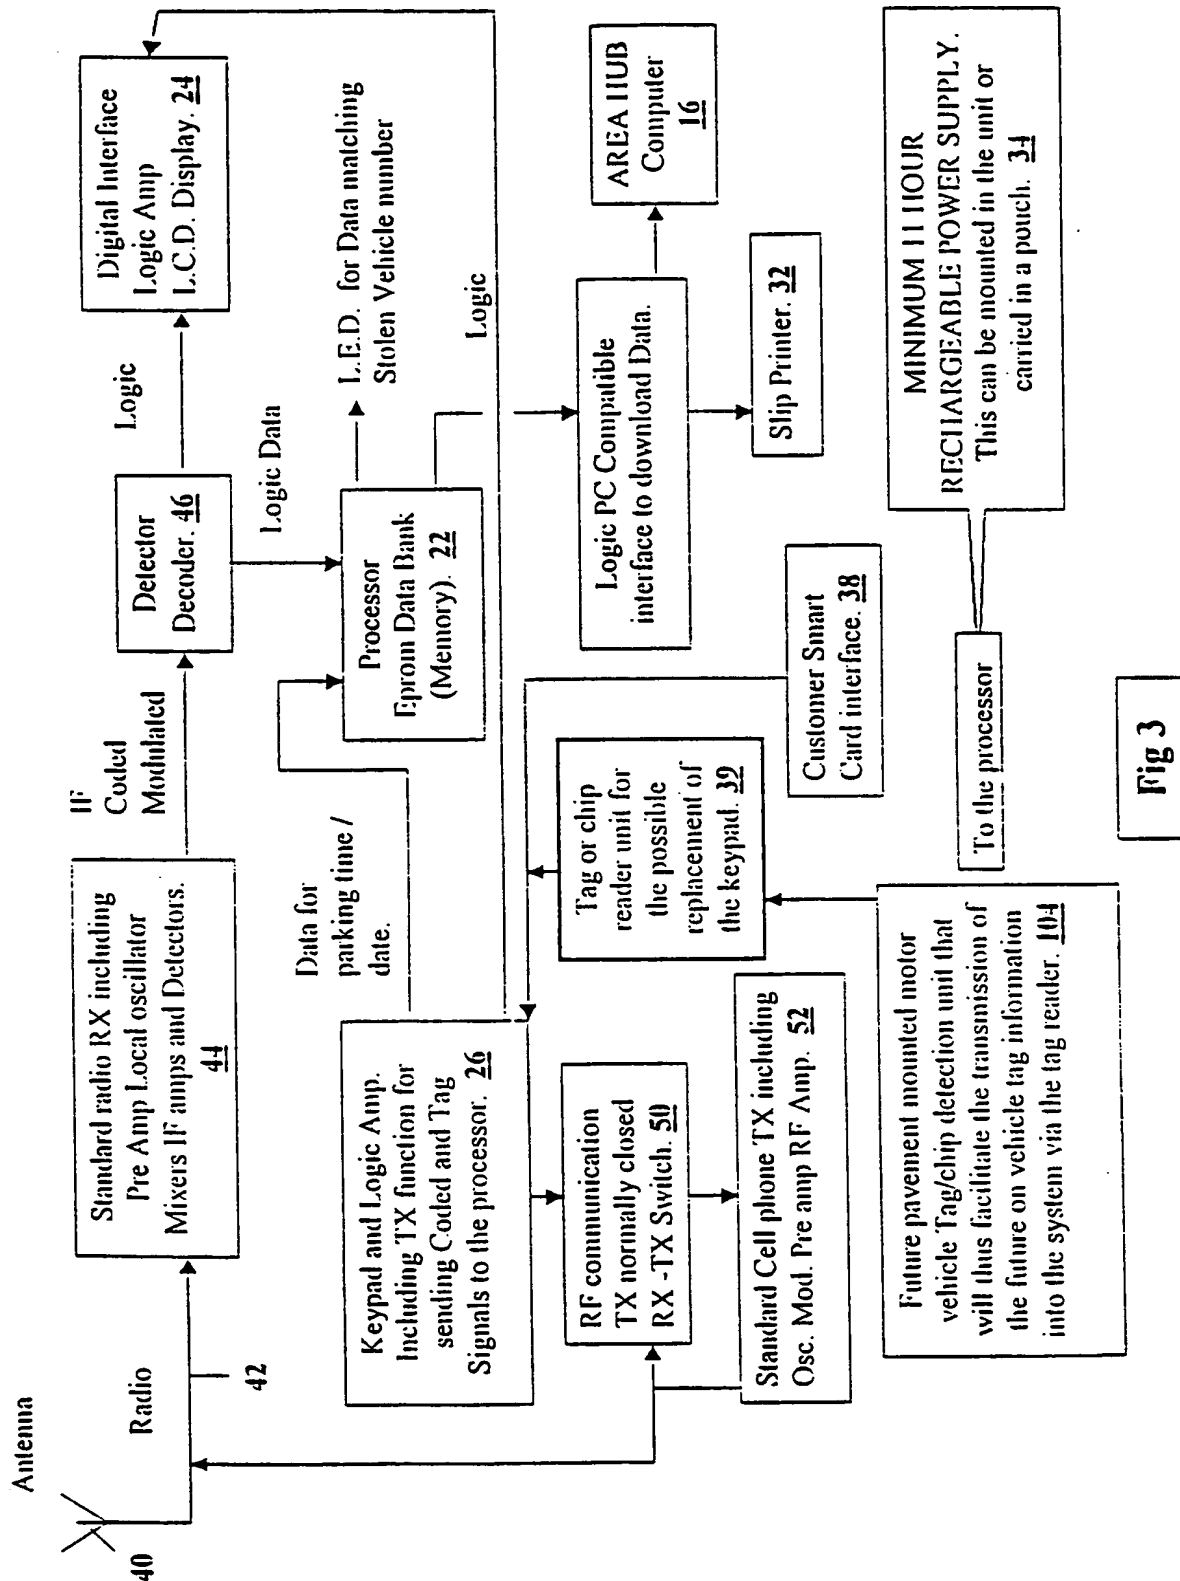 Antenna
40
Radio
42
Standard radio RX including
Pre Amp Local oscillator
Mixers IF amps and Detectors.
44
IF
Coded
Modulated
Detector
Decoder. 46
Logic
Digital Interface
Logic Amp
L.C.D. Display. 24
Logic Data
Data for
parking time /
date.
Processor
Eprom Data Bank
(Memory). 22
L.E.D. for Data matching
Stolen Vehicle number
Logic
Keypad and Logic Amp.
Including TX function for
sending Coded and Tag
Signals to the processor. 26
RF communication
TX normally closed
RX -TX Switch. 50
Standard Cell phone TX including
Osc. Mod. Pre amp RF Amp. 52
Tag or chip
reader unit for
the possible
replacement of
the keypad. 39
Logic PC Compatible
interface to download Data.
AREA HUB
Computer
16
Slip Printer. 32
Customer Smart
Card interface. 38
Future pavement mounted motor
vehicle Tag/chip detection unit that
will thus facilitate the transmission of
the future on vehicle tag information
into the system via the tag reader. 104
To the processor
MINIMUM 11 HOUR
RECHARGEABLE POWER SUPPLY.
This can be mounted in the unit or
carried in a pouch. 34
Fig 3